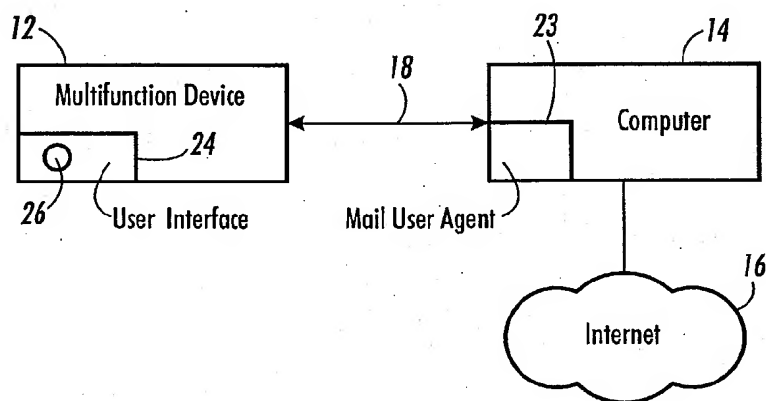 12
Multifunction Device
24
26
User Interface
18
23
14
Computer
Mail User Agent
16
Internet